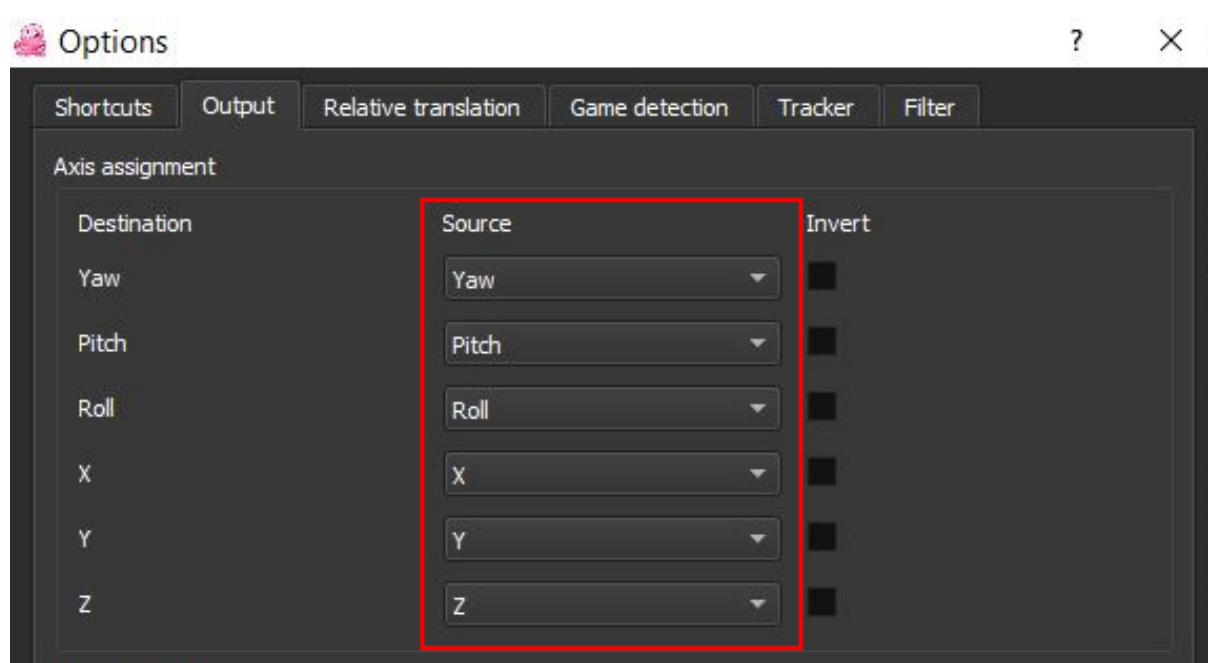 Options ?
Shortcuts Output Relative translation Game detection Tracker Filter
Axis assignment
Destination Source Invert
Yaw Yaw
Pitch Pitch
Roll Roll
X X
Y Y
Z Z